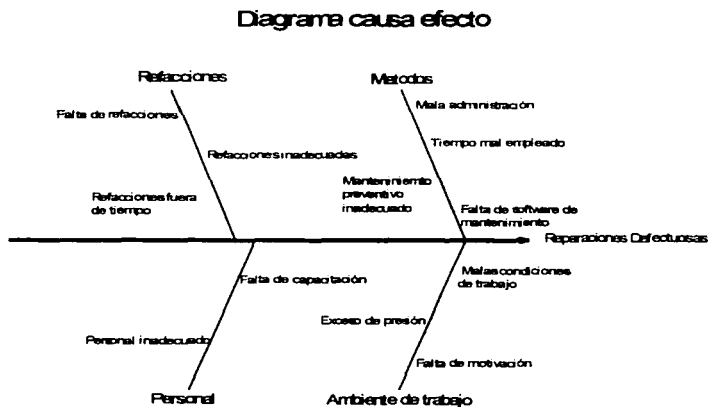 Diagrama causa efecto
Refacciones
Metodos
Falta de refacciones
Mala administración
Refacciones inadecuadas
Tiempo mal empleado
Refacciones fuera
de tiempo
Mantenimiento
preventivo
inadecuado
Falta de software de
mantenimiento
Reparaciones Defectuosas
Falta de capacitación
Malas condiciones
de trabajo
Personal inadecuado
Exceso de presión
Falta de motivación
Personal
Ambiente de trabajo